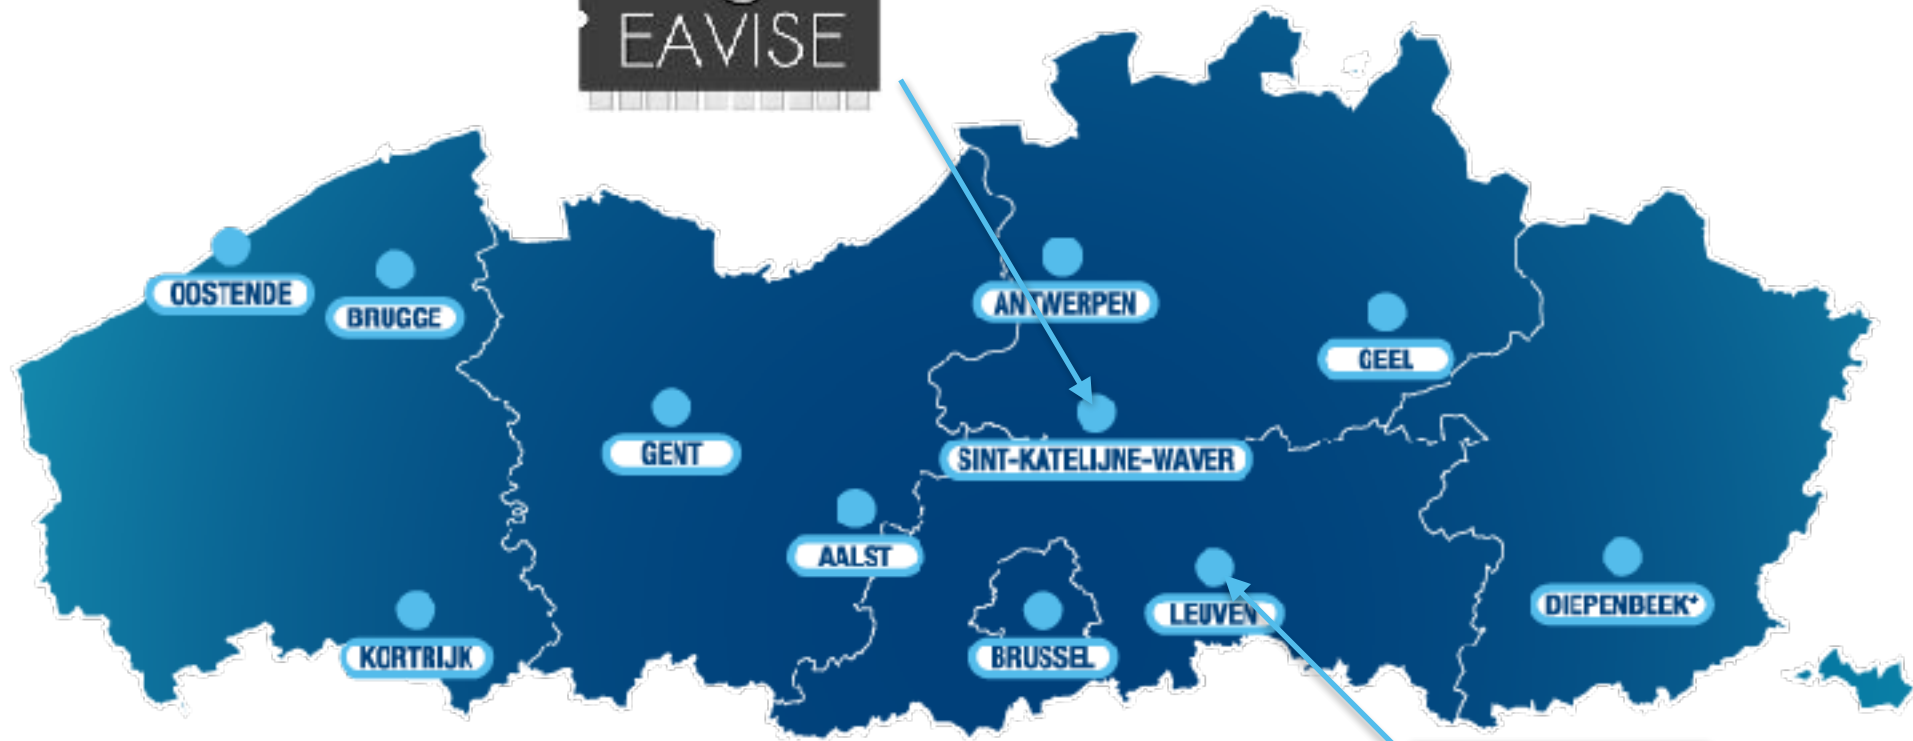 EAVISE
OOSTENDE
BRUGGE
ANTWERPEN
GEEL
GENT
SINT-KATELIJNE-WAVER
AALST
LEUVEN
DIEPENBEEK*
KORTRIJK
BRUSSEL